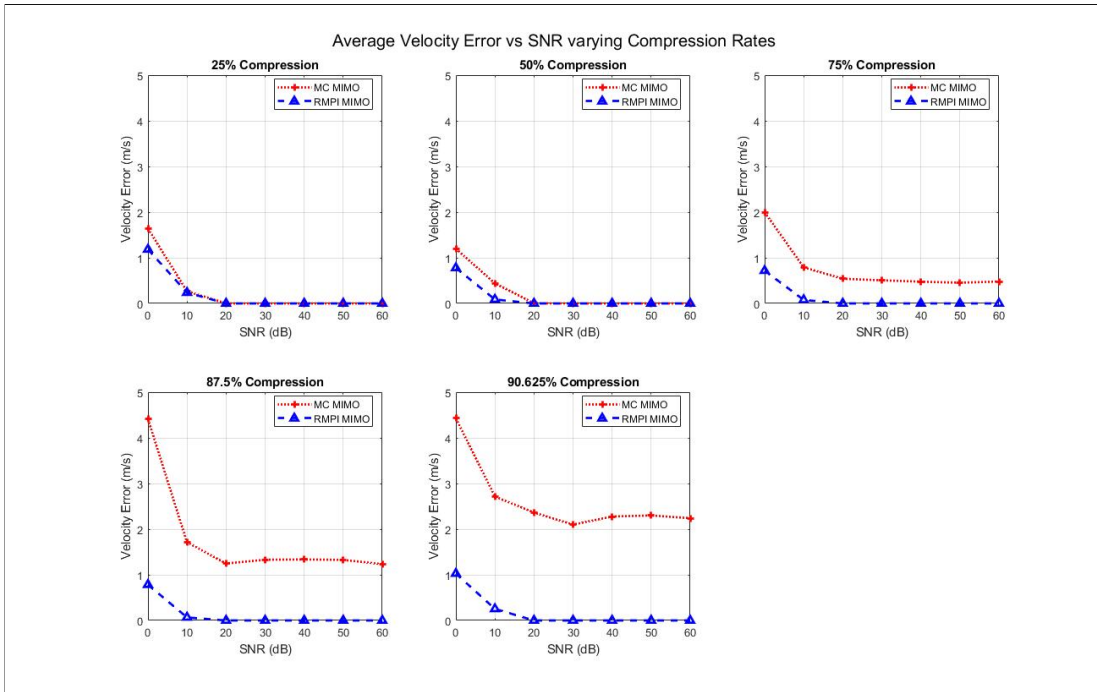 Average Velocity Error vs SNR varying Compression Rates
25% Compression
5
4
3
2
1
0
Velocity Error (m/s)
MC MIMO
RMPI MIMO
0 10 20 30 40 50 60
SNR (dB)
50% Compression
5
4
3
2
1
0
Velocity Error (m/s)
MC MIMO
RMPI MIMO
0 10 20 30 40 50 60
SNR (dB)
75% Compression
5
4
3
2
1
0
Velocity Error (m/s)
MC MIMO
RMPI MIMO
0 10 20 30 40 50 60
SNR (dB)
87.5% Compression
5
4
3
2
1
0
Velocity Error (m/s)
MC MIMO
RMPI MIMO
0 10 20 30 40 50 60
SNR (dB)
90.625% Compression
5
4
3
2
1
0
Velocity Error (m/s)
MC MIMO
RMPI MIMO
0 10 20 30 40 50 60
SNR (dB)